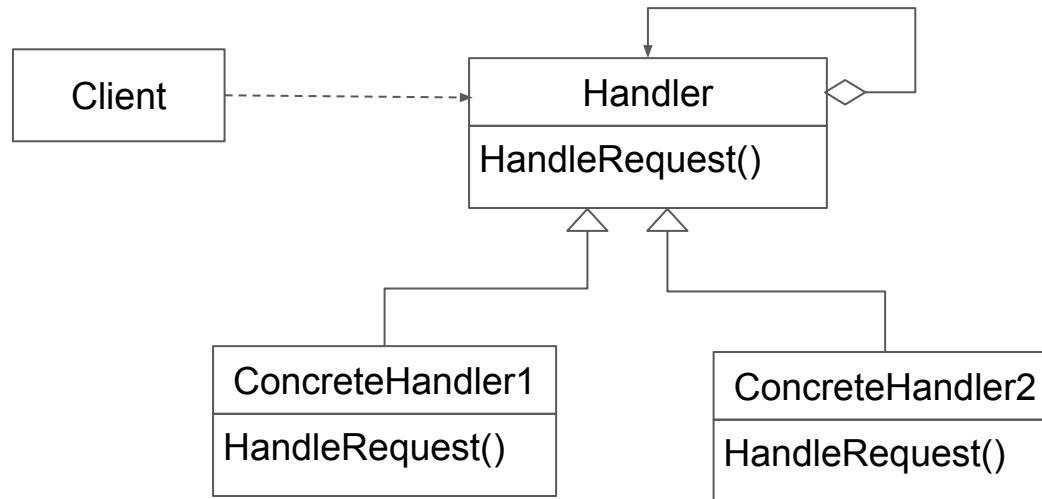 Client
Handler
HandleRequest()
ConcreteHandler1
HandleRequest()
ConcreteHandler2
HandleRequest()